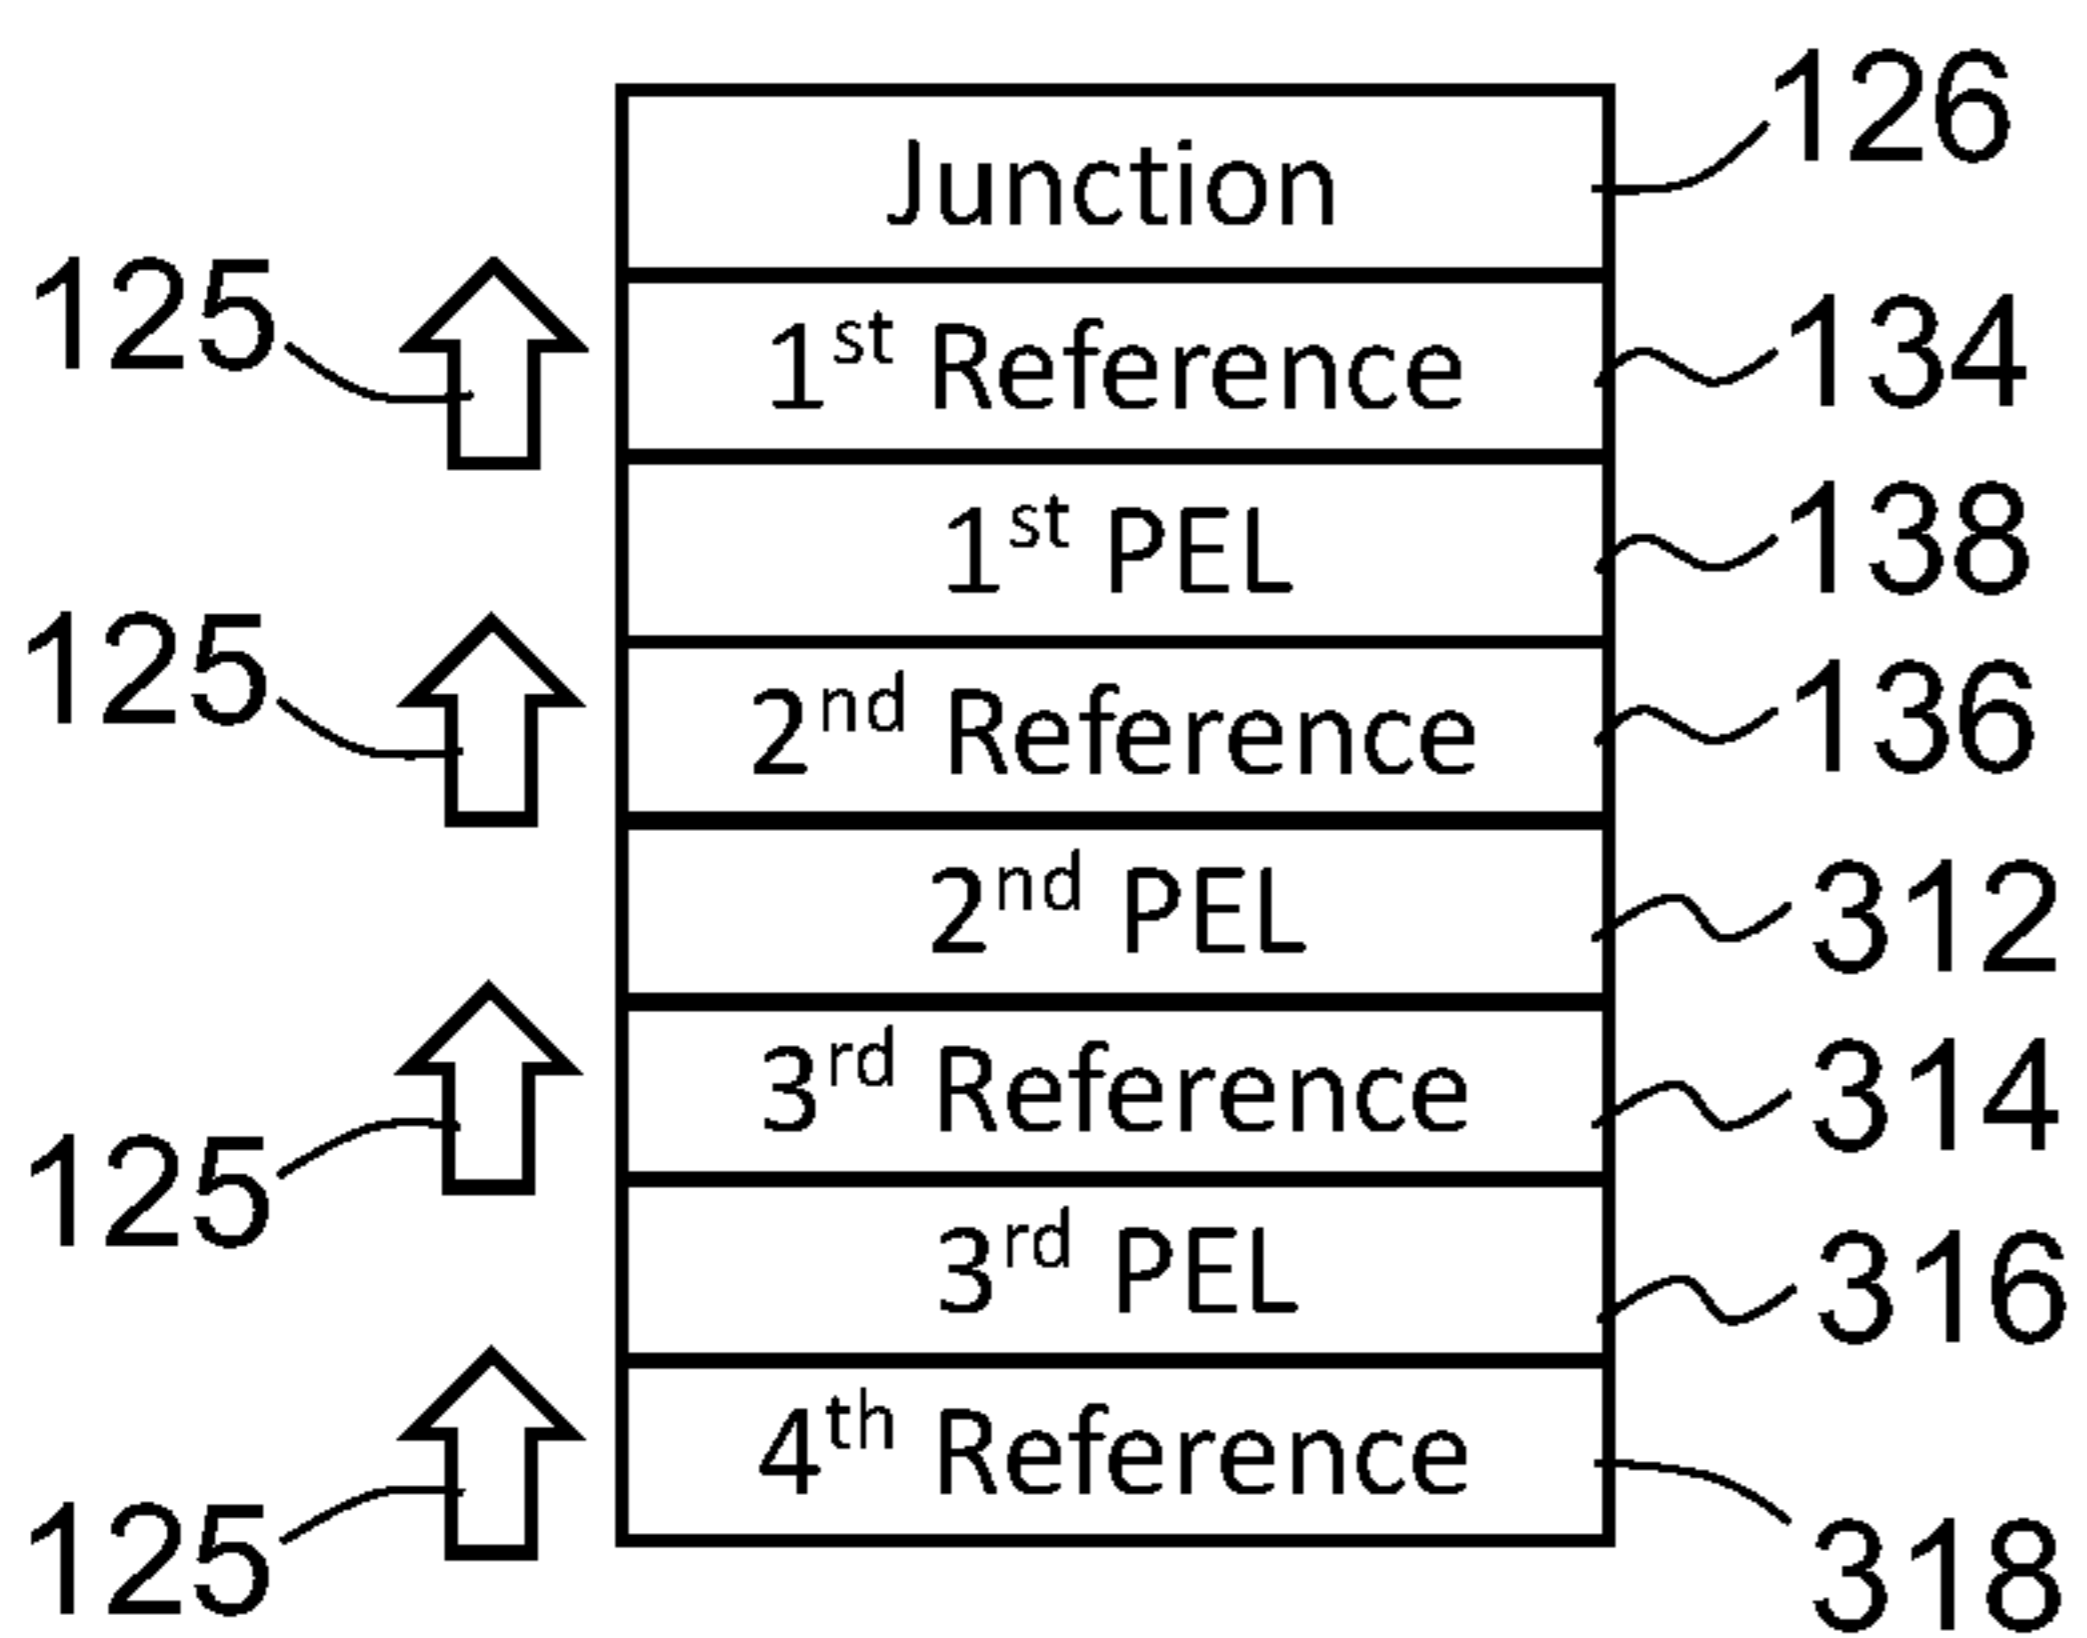 Junction 126
125 1st Reference 134
1st PEL 138
125 2nd Reference 136
2nd PEL 312
125 3rd Reference 314
3rd PEL 316
125 4th Reference 318